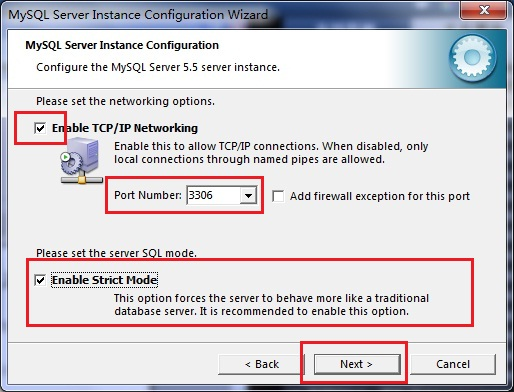 MySQL Server Instance Configuration Wizard
MySQL Server Instance Configuration
Configure the MySQL Server 5.5 server instance.
Please set the networking options.
Enable TCP/IP Networking
Enable this to allow TCP/IP connections. When disabled, only
local connections through named pipes are allowed.
Port Number: 3306 Add firewall exception for this port
Please set the server SQL mode.
Enable Strict Mode
This option forces the server to behave more like a traditional
database server. It is recommended to enable this option.
< Back Next > Cancel